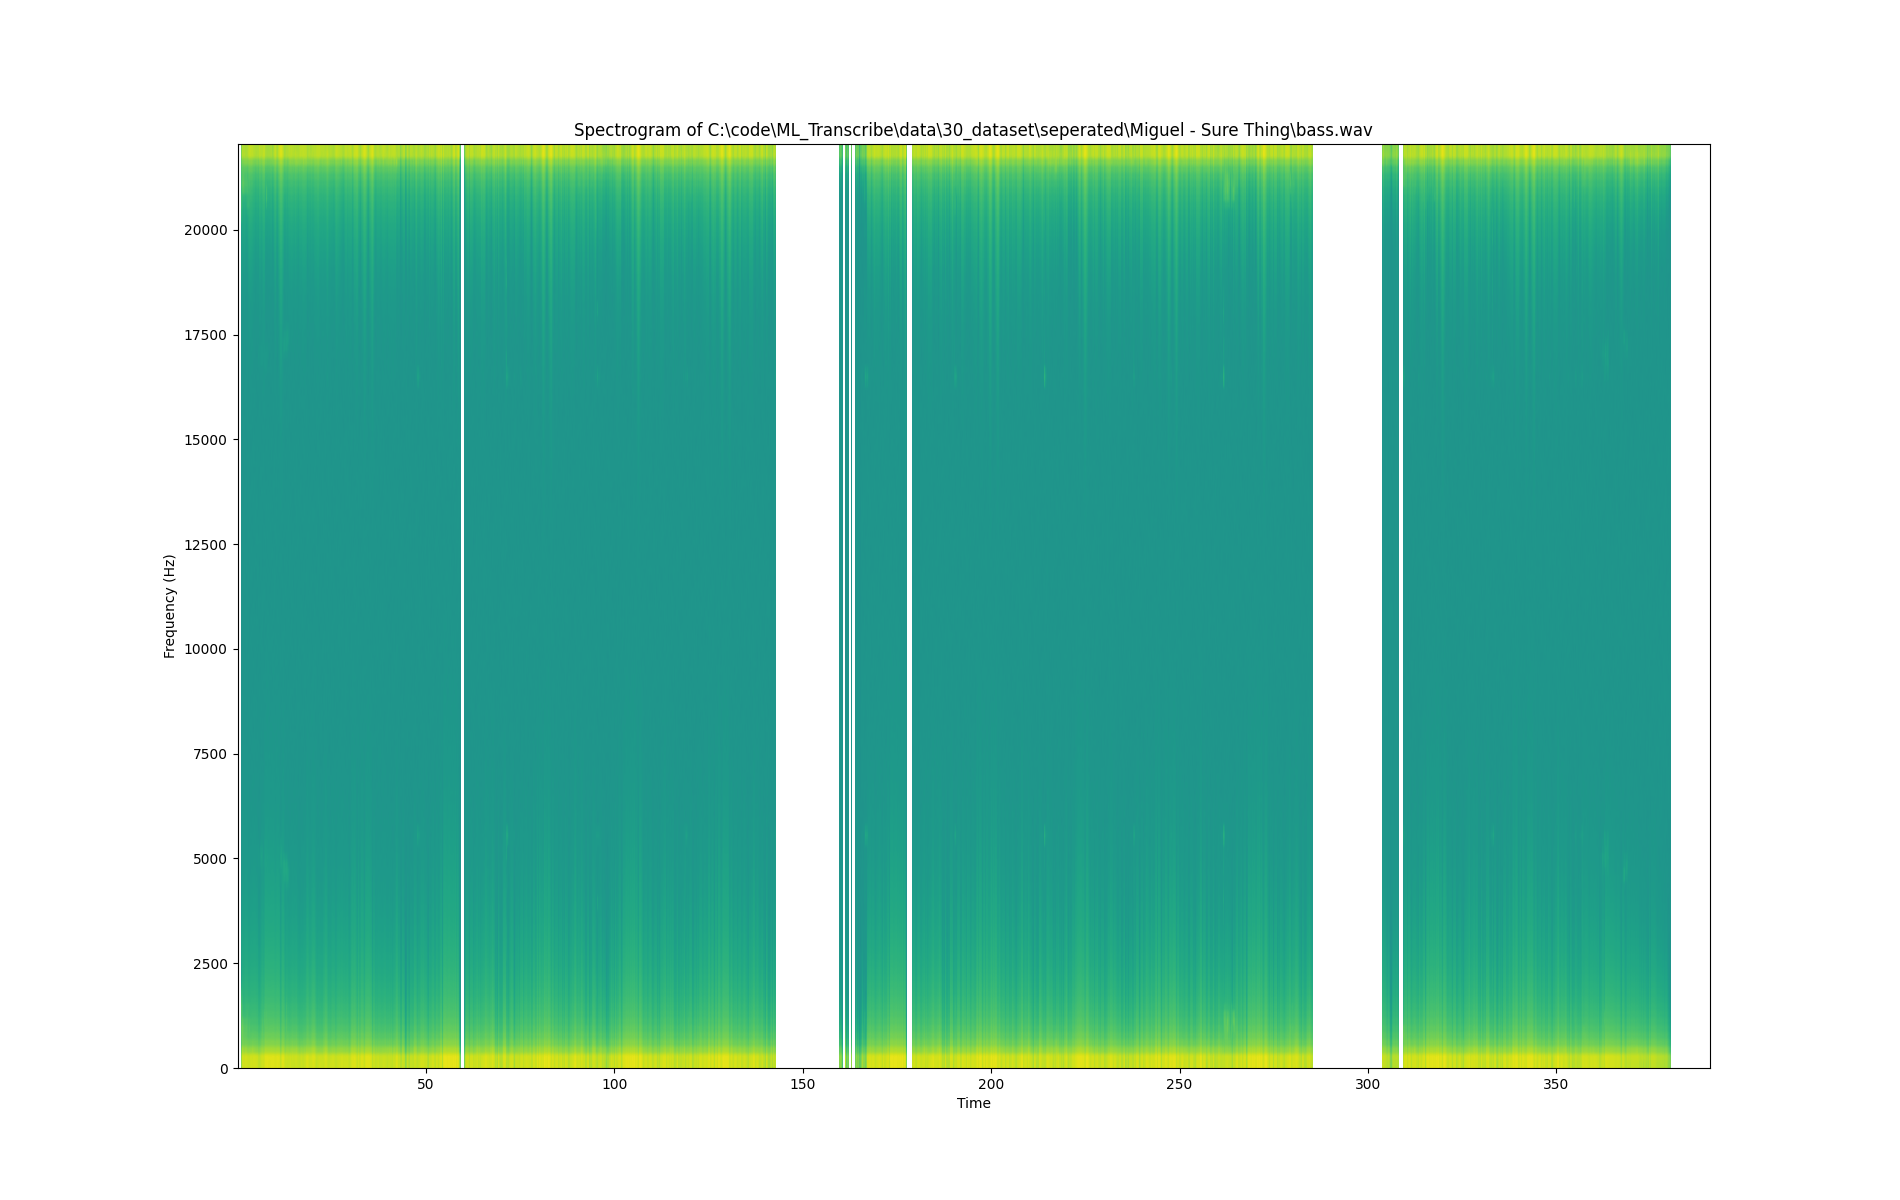 Spectrogram of C:\code\ML_Transcribe\data\30_dataset\seperated\Miguel - Sure Thing\bass.wav
Frequency (Hz)
20000
17500
15000
12500
10000
7500
5000
2500
0
50 100 150 200 250 300 350
Time